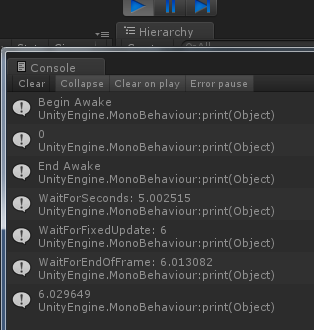 Hierarchy
Console
Clear Collapse Clear on play Error pause
Begin Awake
UnityEngine.MonoBehaviour:print(Object)
0
UnityEngine.MonoBehaviour:print(Object)
End Awake
UnityEngine.MonoBehaviour:print(Object)
WaitForSeconds: 5.002515
UnityEngine.MonoBehaviour:print(Object)
WaitForFixedUpdate: 6
UnityEngine.MonoBehaviour:print(Object)
WaitForEndOfFrame: 6.013082
UnityEngine.MonoBehaviour:print(Object)
6.029649
UnityEngine.MonoBehaviour:print(Object)